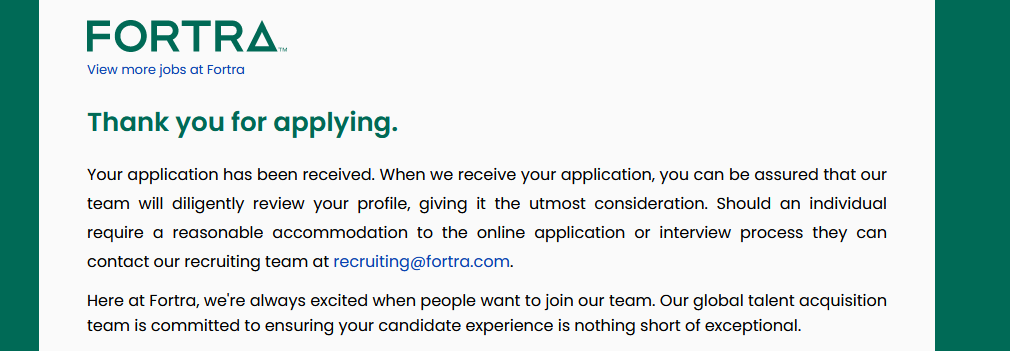 FORTRA™
View more jobs at Fortra
Thank you for applying.
Your application has been received. When we receive your application, you can be assured that our
team will diligently review your profile, giving it the utmost consideration. Should an individual
require a reasonable accommodation to the online application or interview process they can
contact our recruiting team at recruiting@fortra.com.
Here at Fortra, we're always excited when people want to join our team. Our global talent acquisition
team is committed to ensuring your candidate experience is nothing short of exceptional.